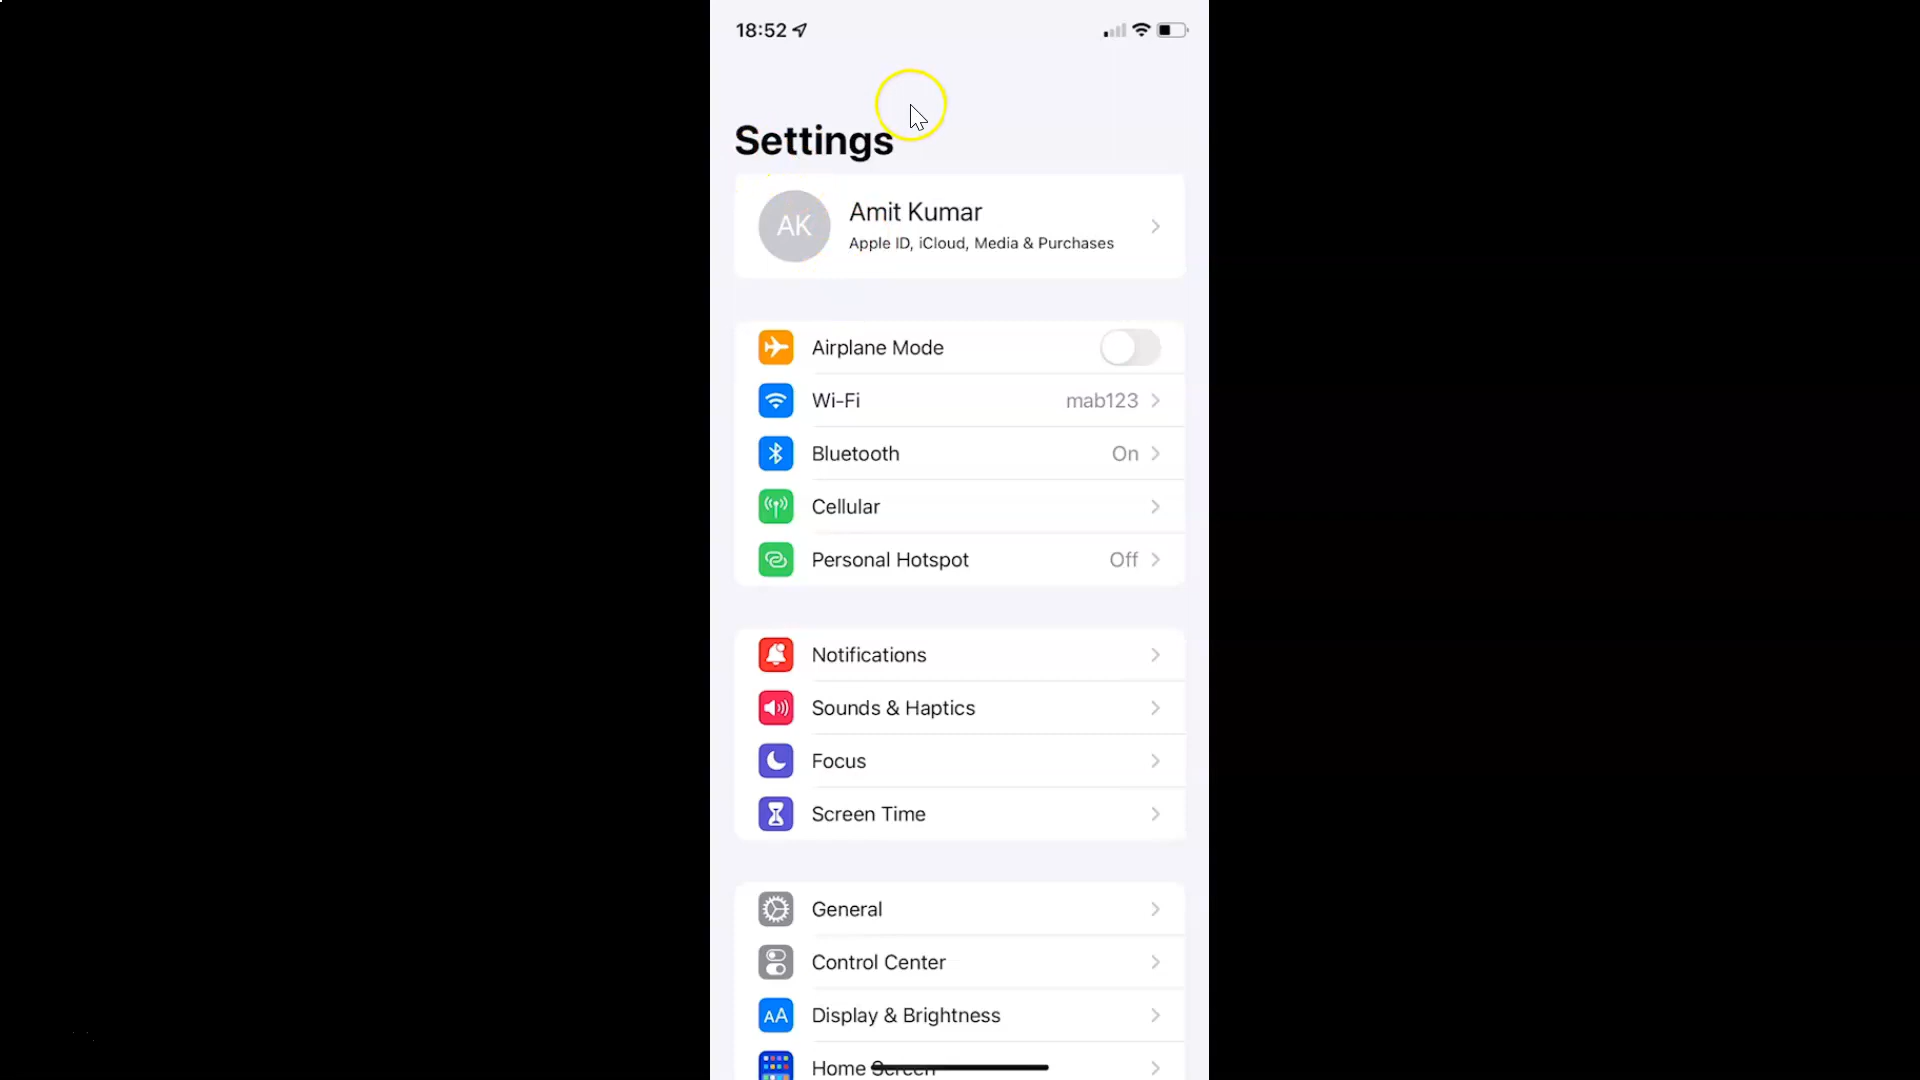 18:52
Settings
AK
Amit Kumar
Apple ID, iCloud, Media & Purchases
Airplane Mode
Wi-Fi mab123
Bluetooth On
Cellular
Personal Hotspot Off
Notifications
Sounds & Haptics
Focus
Screen Time
General
Control Center
AA Display & Brightness
Home Screen